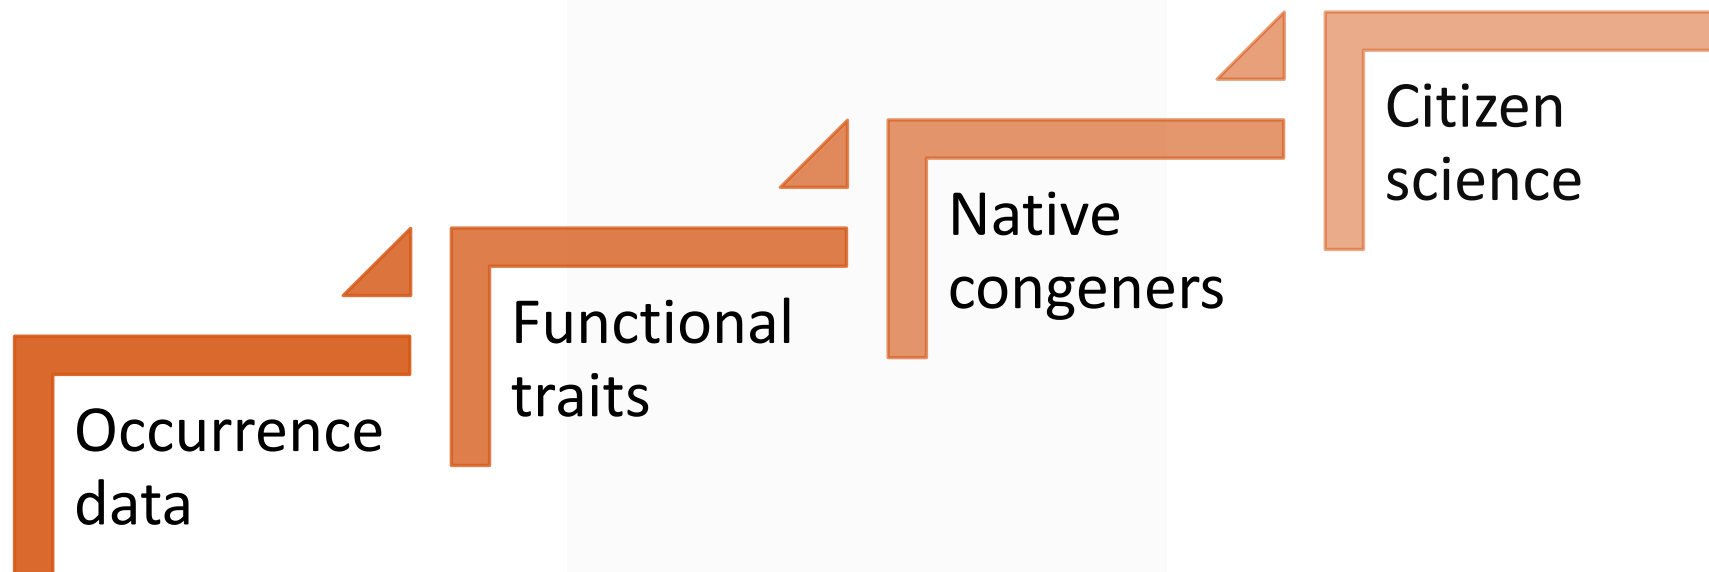 Occurrence
data
Functional
traits
Native
congeners
Citizen
science